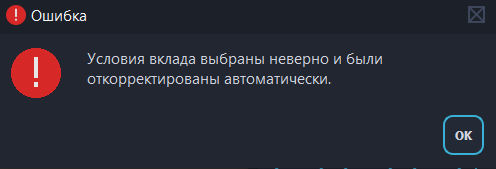 Ошибка
Условия вклада выбраны неверно и были
откорректированы автоматически.
ОК